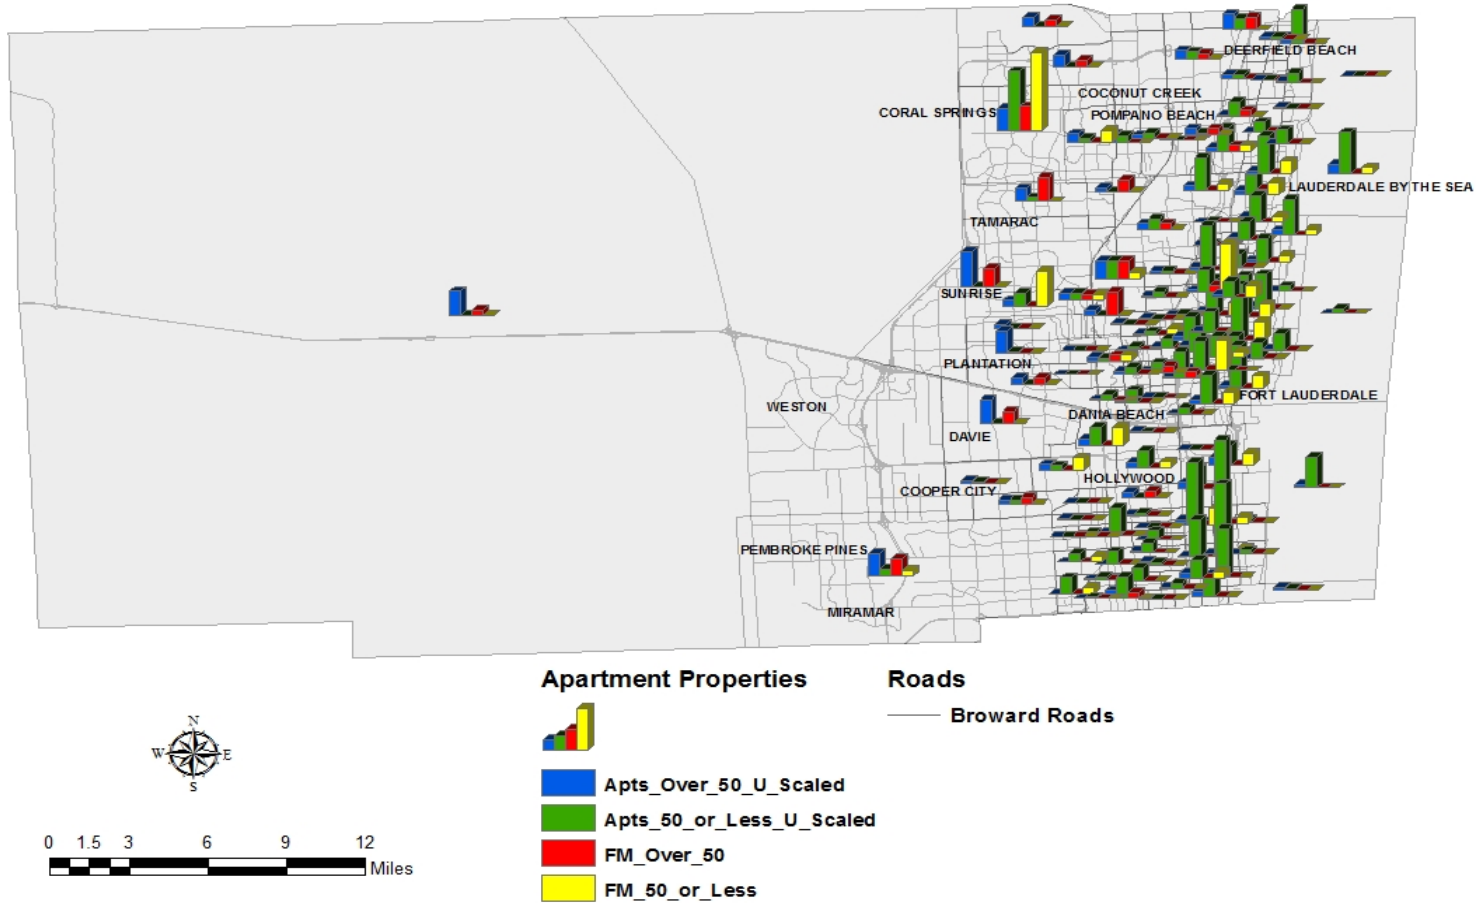 DEERFIELD BEACH
COCONUT CREEK
CORAL SPRINGS
POMPANO BEACH
LAUDERDALE BY THE SEA
TAMARAC
SUNRISE
PLANTATION
FORT LAUDERDALE
WESTON
DANIA BEACH
DAVIE
HOLLYWOOD
COOPER CITY
PEMBROKE PINES
MIRAMAR
Apartment Properties
Roads
Broward Roads
N
W E
S
Apts_Over_50_U_Scaled
Apts_50_or_Less_U_Scaled
FM_Over_50
FM_50_or_Less
0 1.5 3 6 9 12
Miles